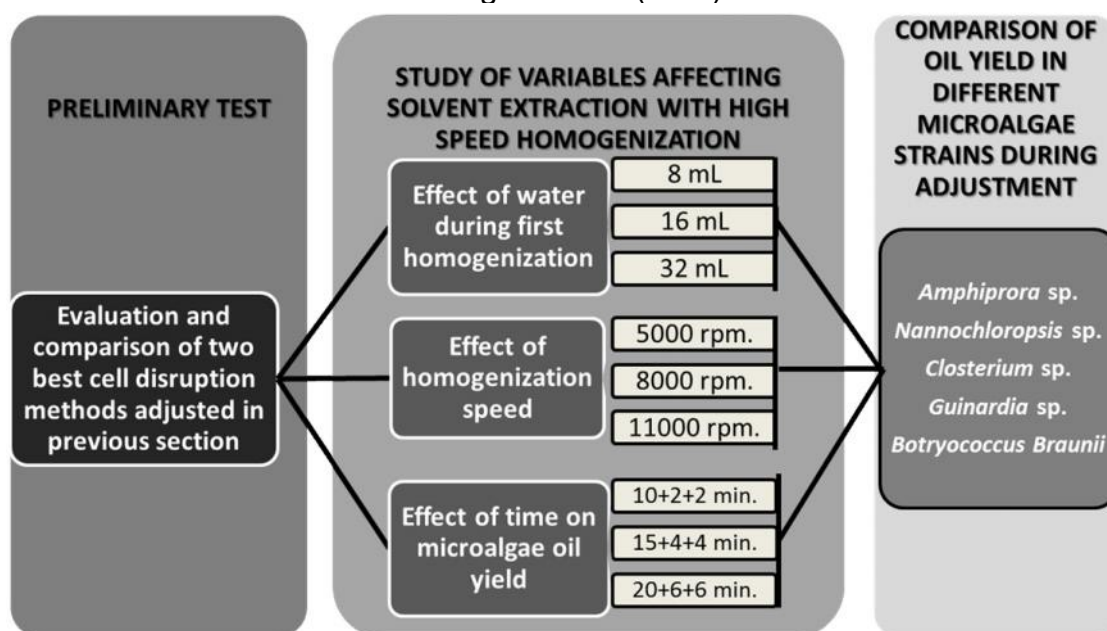 PRELIMINARY TEST
Evaluation and
comparison of two
best cell disruption
methods adjusted in
previous section
STUDY OF VARIABLES AFFECTING
SOLVENT EXTRACTION WITH HIGH
SPEED HOMOGENIZATION
Effect of water
during first
homogenization
8 mL
16 mL
32 mL
Effect of
homogenization
speed
5000 rpm.
8000 rpm.
11000 rpm.
Effect of time on
microalgae oil
yield
10+2+2 min.
15+4+4 min.
20+6+6 min.
COMPARISON OF
OIL YIELD IN
DIFFERENT
MICROALGAE
STRAINS DURING
ADJUSTMENT
Amphiprora sp.
Nannochloropsis sp.
Closterium sp.
Guinardia sp.
Botryococcus Braunii